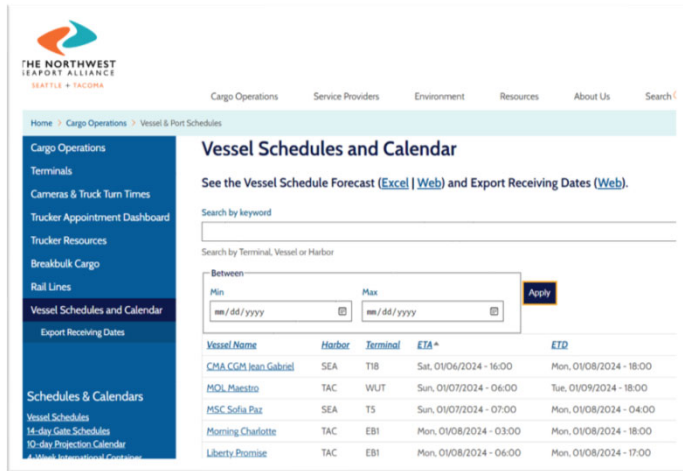 THE NORTHWEST
SEAPORT ALLIANCE
SEATTLE + TACOMA
Cargo Operations Service Providers Environment Resources About Us Search
Home > Cargo Operations > Vessel & Port Schedules
Cargo Operations
Terminals
Cameras & Truck Turn Times
Trucker Appointment Dashboard
Trucker Resources
Breakbulk Cargo
Rail Lines
Vessel Schedules and Calendar
Export Receiving Dates
Schedules & Calendars
Vessel Schedules
14-day Gate Schedules
10-day Projection Calendar
4-Week International Container
Vessel Schedules and Calendar
See the Vessel Schedule Forecast (Excel | Web) and Export Receiving Dates (Web).
Search by keyword
Search by Terminal, Vessel or Harbor
Between
Min Max
mm/dd/yyyy mm/dd/yyyy Apply
Vessel Name Harbor Terminal ETA ETD
CMA CGM Jean Gabriel SEA T18 Sat, 01/06/2024 - 16:00 Mon, 01/08/2024 - 18:00
MOL Maestro TAC WUT Sun, 01/07/2024 - 06:00 Tue, 01/09/2024 - 18:00
MSC Sofia Paz SEA T5 Sun, 01/07/2024 - 07:00 Mon, 01/08/2024 - 04:00
Morning Charlotte TAC EB1 Mon, 01/08/2024 - 03:00 Mon, 01/08/2024 - 18:00
Liberty Promise TAC EB1 Mon, 01/08/2024 - 06:00 Mon, 01/08/2024 - 17:00